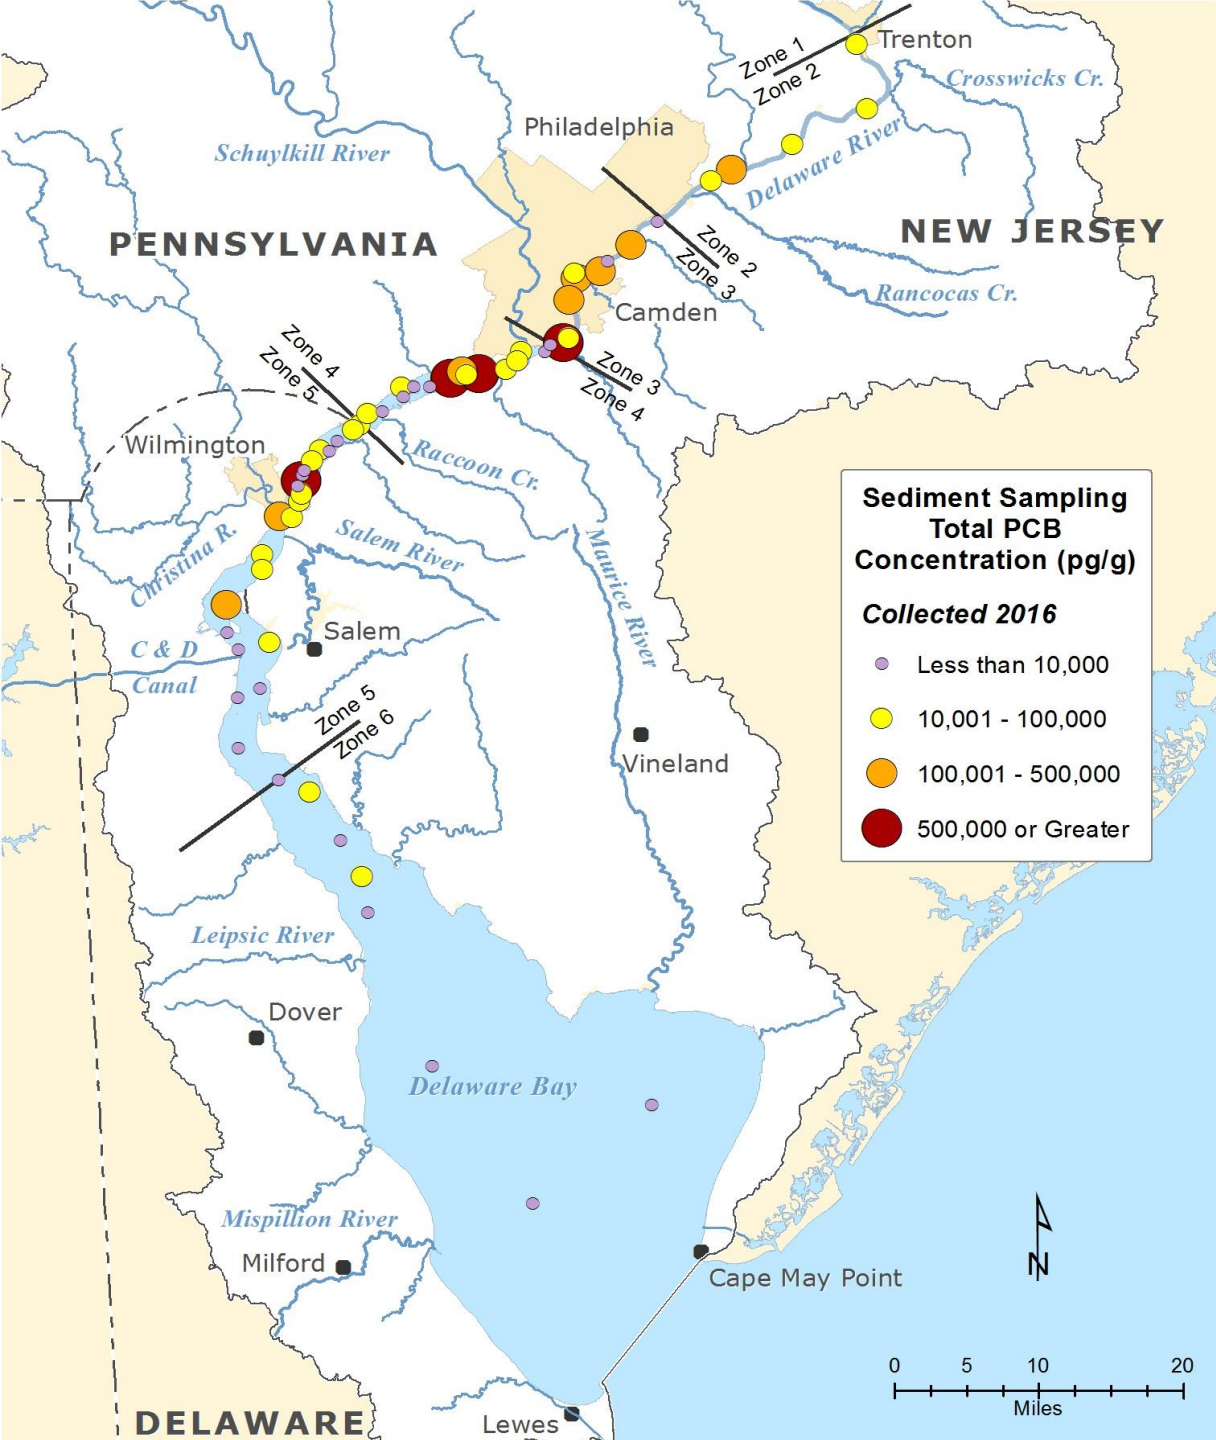 Zone 1
Zone 2
Trenton
Crosswicks Cr.
Philadelphia
Schuylkill River
Delaware River
PENNSYLVANIA
NEW JERSEY
Zone 2
Zone 3
Rancocas Cr.
Camden
Zone 4
Zone 5
Zone 3
Zone 4
Wilmington
Raccoon Cr.
Christina R.
Salem River
Maurice River
Salem
C & D
Canal
Zone 5
Zone 6
Vineland
Sediment Sampling
Total PCB
Concentration (pg/g)
Collected 2016
Less than 10,000
10,001 - 100,000
100,001 - 500,000
500,000 or Greater
Leipsic River
Dover
Delaware Bay
Mispillion River
Milford
Cape May Point
N
0 5 10 20
Miles
DELAWARE
Lewes